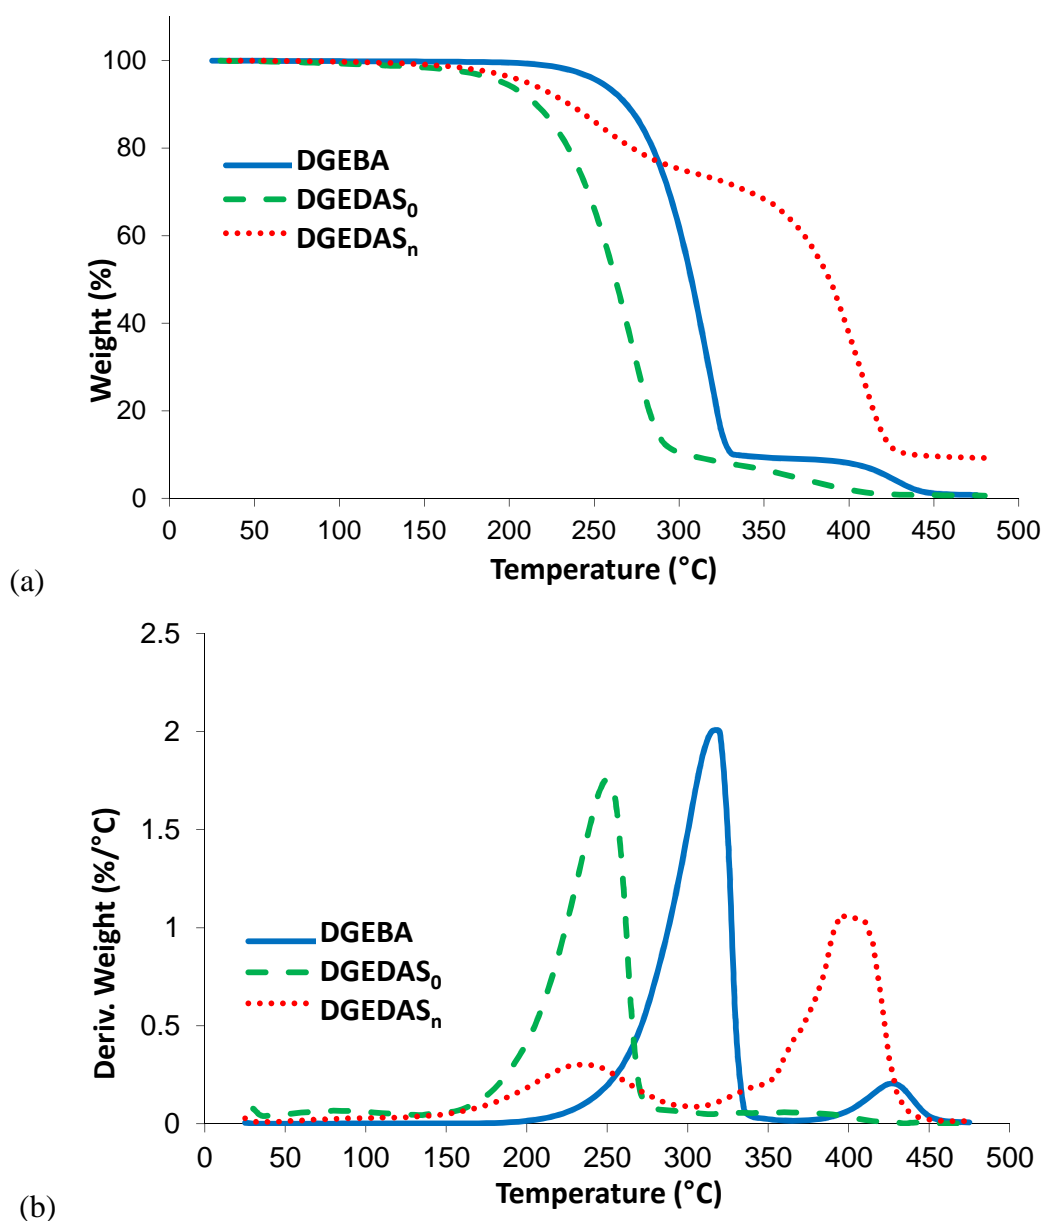 100
80
60
40
20
0
Weight (%)
DGEBA
DGEDAS₀
DGEDASₙ
0 50 100 150 200 250 300 350 400 450 500
Temperature (°C)
(a)
2.5
2
1.5
1
0.5
0
Deriv. Weight (%/°C)
DGEBA
DGEDAS₀
DGEDASₙ
0 50 100 150 200 250 300 350 400 450 500
Temperature (°C)
(b)